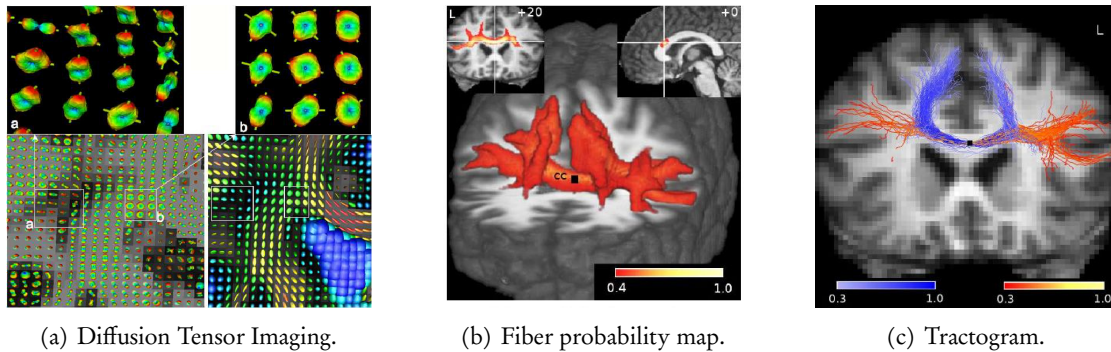 a
b
a
b
L
+20
+0
CC
0.4
1.0
L
0.3
1.0
0.3
1.0
(a) Diffusion Tensor Imaging.
(b) Fiber probability map.
(c) Tractogram.